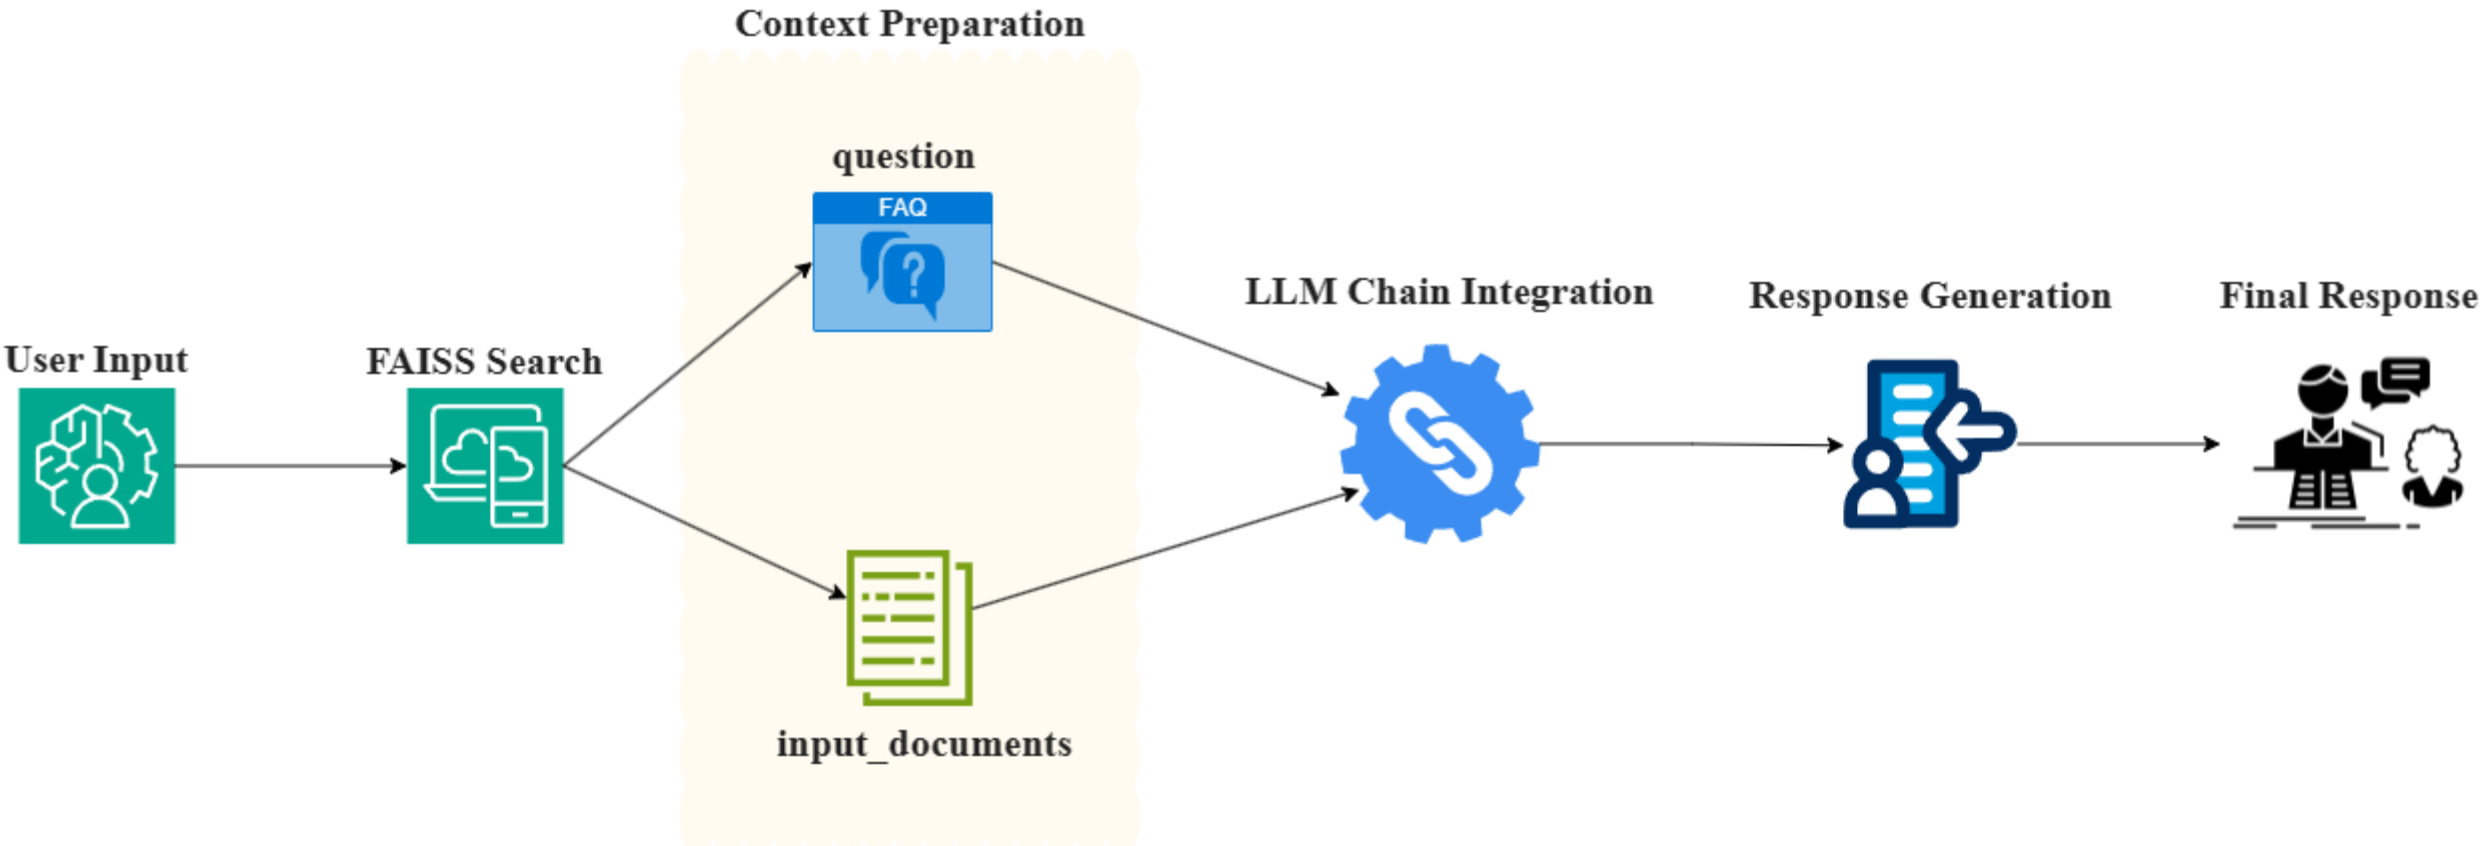 Context Preparation
question
FAQ
?
User Input
FAISS Search
input_documents
LLM Chain Integration
Response Generation
Final Response